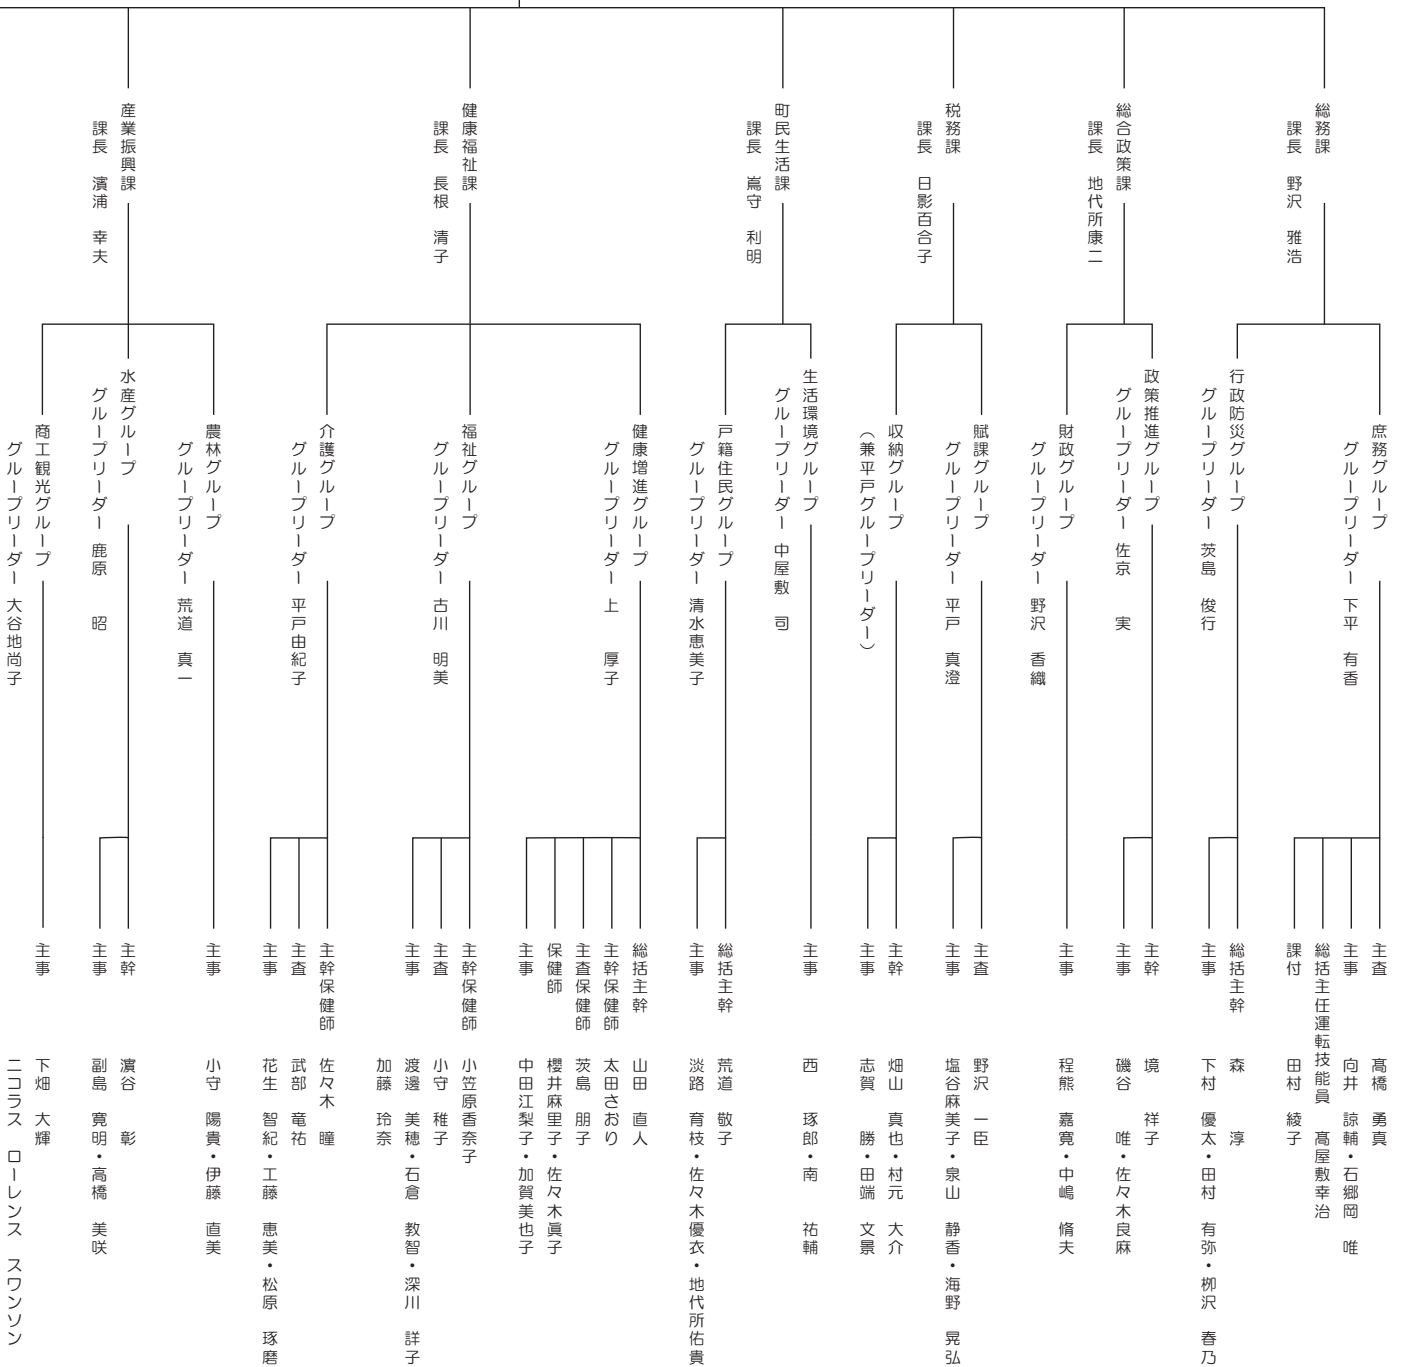 総務課
課長 野沢 雅浩
庶務グループ
グループリーダー 下平 有香
主査 髙橋 勇真
主事 向井 諒輔・石郷岡 唯
総括主任運転技能員 髙屋敷幸治
課付 田村 綾子
行政防災グループ
グループリーダー 茨島 俊行
総括主幹 森 淳
主事 下村 優太・田村 有弥・栁沢 春乃
総合政策課
課長 地代所康二
政策推進グループ
グループリーダー 佐京 実
主幹 境 祥子
主事 磯谷 唯・佐々木良麻
財政グループ
グループリーダー 野沢 香織
主事 程熊 嘉寛・中嶋 脩夫
税務課
課長 日影百合子
賦課グループ
グループリーダー 平戸 真澄
主査 野沢 一臣
主事 塩谷麻美子・泉山 静香・海野 晃弘
収納グループ
（兼平戸グループリーダー）
主幹 畑山 真也・村元 大介
主事 志賀 勝・田端 文景
町民生活課
課長 嶌守 利明
生活環境グループ
グループリーダー 中屋敷 司
主事 西 琢郎・南 祐輔
戸籍住民グループ
グループリーダー 清水恵美子
総括主幹 荒道 敬子
主事 淡路 育枝・佐々木優衣・地代所佑貴
健康福祉課
課長 長根 清子
健康増進グループ
グループリーダー 上 厚子
総括主幹 山田 直人
主幹保健師 太田さおり
主査保健師 茨島 朋子
保健師 櫻井麻里子・佐々木眞子
主事 中田江梨子・加賀美也子
福祉グループ
グループリーダー 古川 明美
主幹保健師 小笠原香奈子
主査 小守 稚子
主事 渡邊 美穂・石倉 教智・深川 詳子
加藤 玲奈
介護グループ
グループリーダー 平戸由紀子
主幹保健師 佐々木 瞳
主査 武部 竜祐
主事 花生 智紀・工藤 恵美・松原 琢磨
産業振興課
課長 濱浦 幸夫
農林グループ
グループリーダー 荒道 真一
主事 小守 陽貴・伊藤 直美
水産グループ
グループリーダー 鹿原 昭
主幹 濵谷 彰
主事 副島 寛明・髙橋 美咲
商工観光グループ
グループリーダー 大谷地尚子
主事 下畑 大輝
ニコラス ローレンス スワンソン